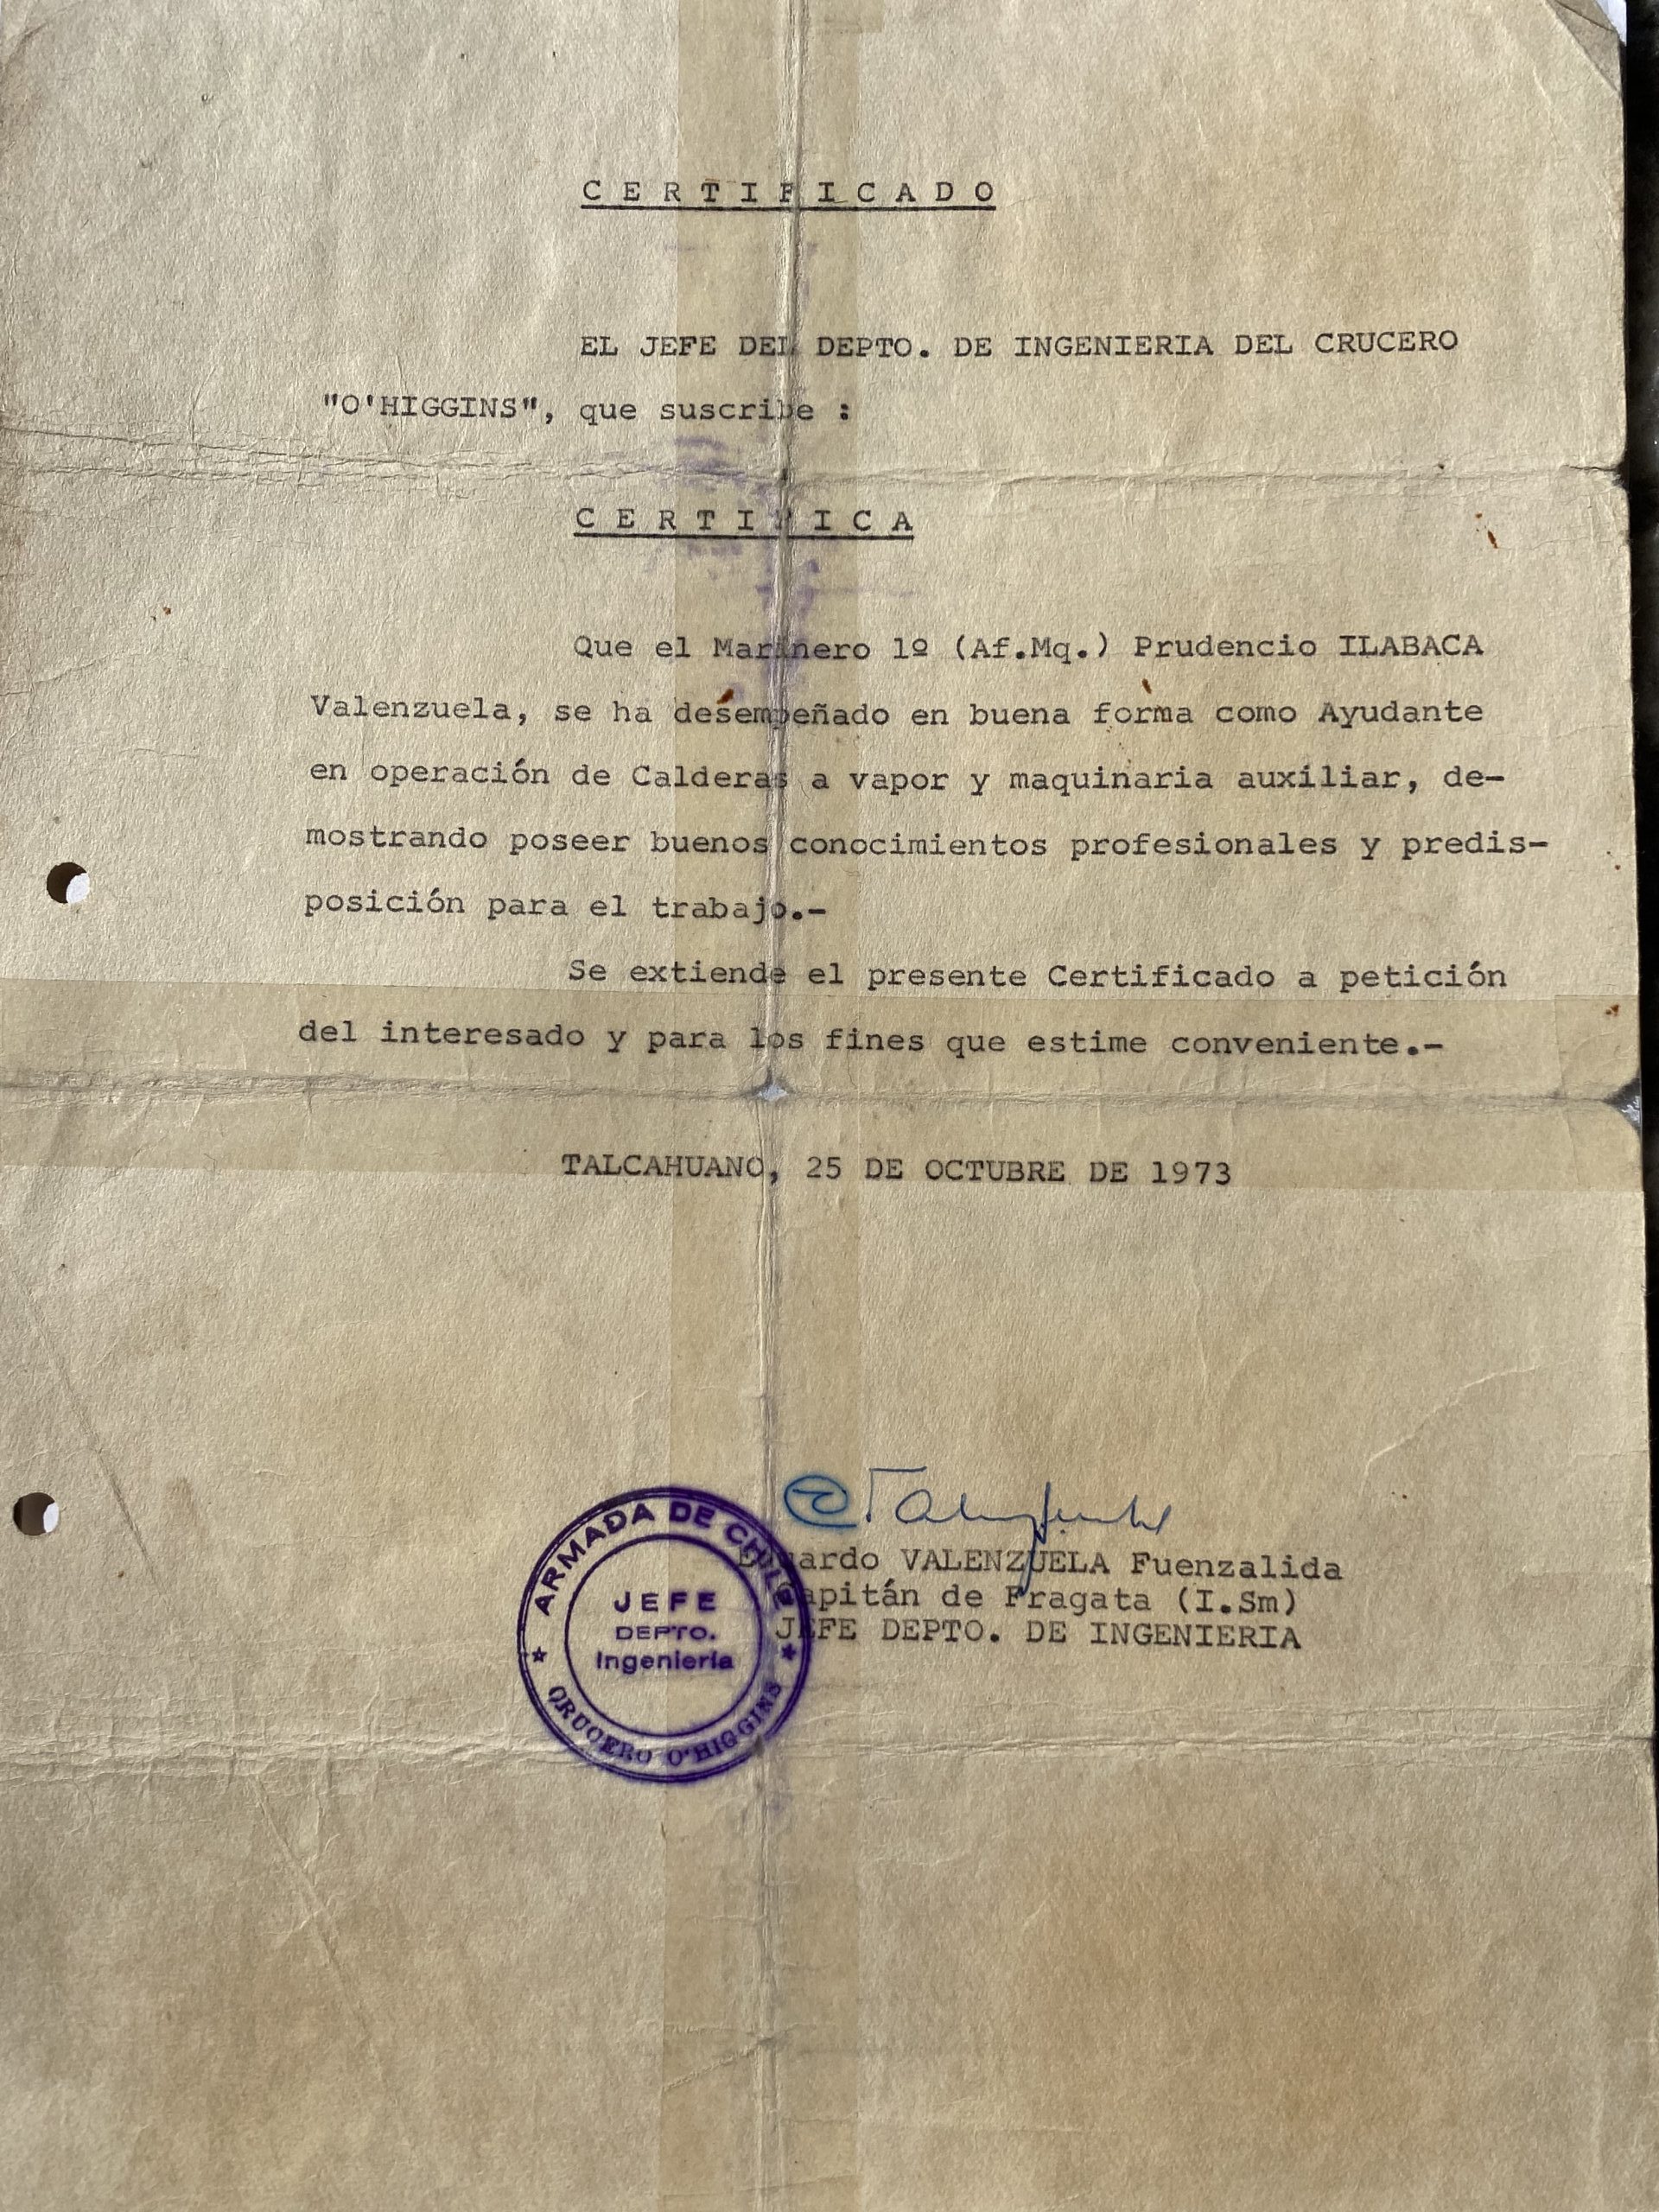 C E R T I F I C A D O
EL JEFE DEL DEPTO. DE INGENIERIA DEL CRUCERO
"O'HIGGINS", que suscribe :
C E R T I F I C A
Que el Marinero 1º (Af.Mq.) Prudencio ILABACA
Valenzuela, se ha desempeñado en buena forma como Ayudante
en operación de Calderas a vapor y maquinaria auxiliar, de-
mostrando poseer buenos conocimientos profesionales y predis-
posición para el trabajo.-
Se extiende el presente Certificado a petición
del interesado y para los fines que estime conveniente.-
TALCAHUANO, 25 DE OCTUBRE DE 1973
Eduardo VALENZUELA Fuenzalida
Capitán de Fragata (I.Sm)
JEFE DEPTO. DE INGENIERIA
ARMADA DE CHILE
JEFE
DEPTO.
Ingeniería
CRUCERO O'HIGGINS